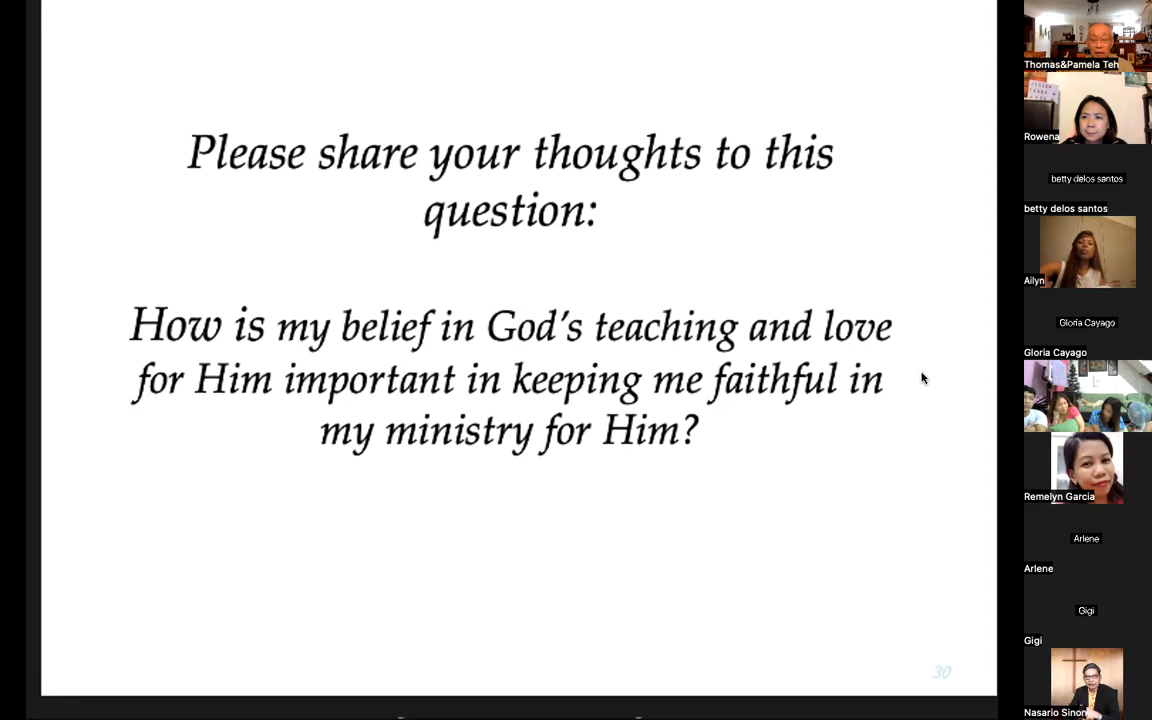 Please share your thoughts to this
question:
How is my belief in God's teaching and love
for Him important in keeping me faithful in
my ministry for Him?
30
Thomas&Pamela Teh
Rowena
betty delos santos
betty delos santos
Ailyn
Gloria Cayago
Gloria Cayago
Remelyn Garcia
Arlene
Arlene
Gigi
Gigi
Nasario Sinon